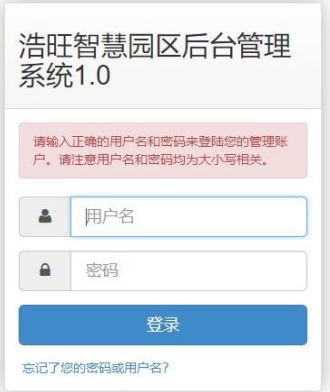 浩旺智慧园区后台管理
系统1.0
请输入正确的用户名和密码来登陆您的管理账
户。请注意用户名和密码均为大小写相关。
用户名
密码
登录
忘记了您的密码或用户名?